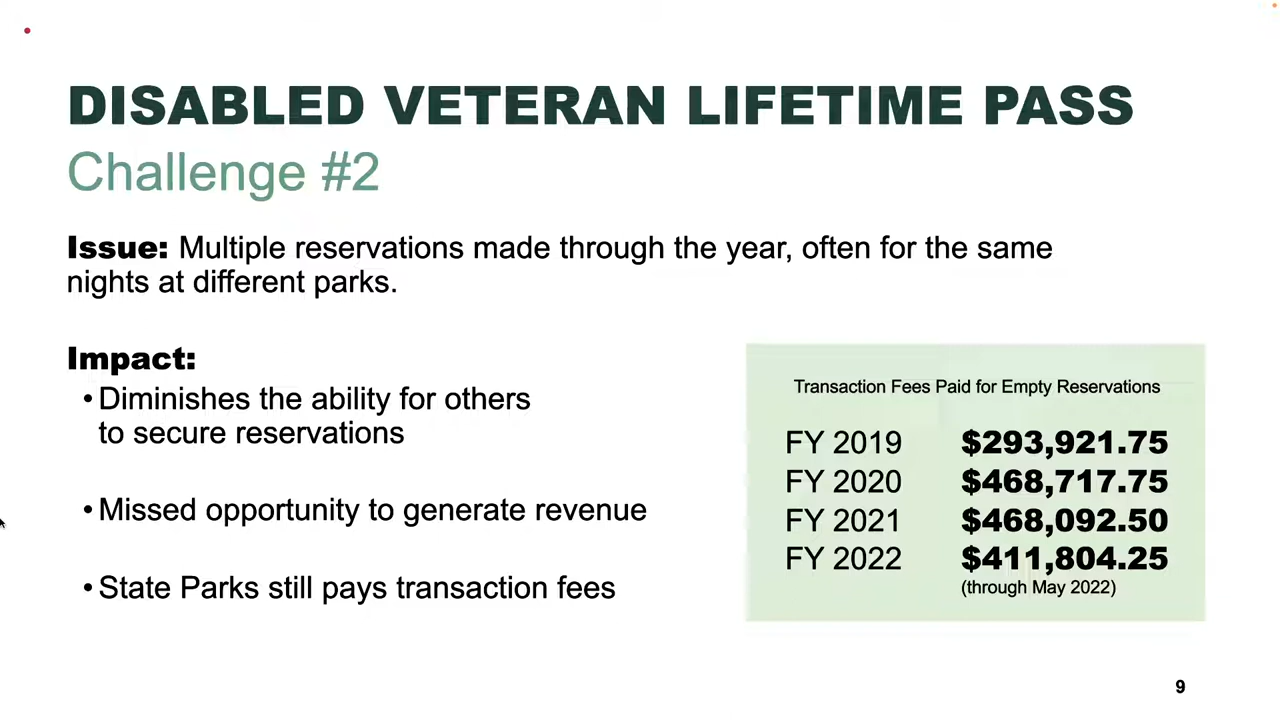 DISABLED VETERAN LIFETIME PASS
Challenge #2
Issue: Multiple reservations made through the year, often for the same
nights at different parks.
Impact:
• Diminishes the ability for others
to secure reservations
• Missed opportunity to generate revenue
• State Parks still pays transaction fees
Transaction Fees Paid for Empty Reservations
FY 2019 $293,921.75
FY 2020 $468,717.75
FY 2021 $468,092.50
FY 2022 $411,804.25
(through May 2022)
9